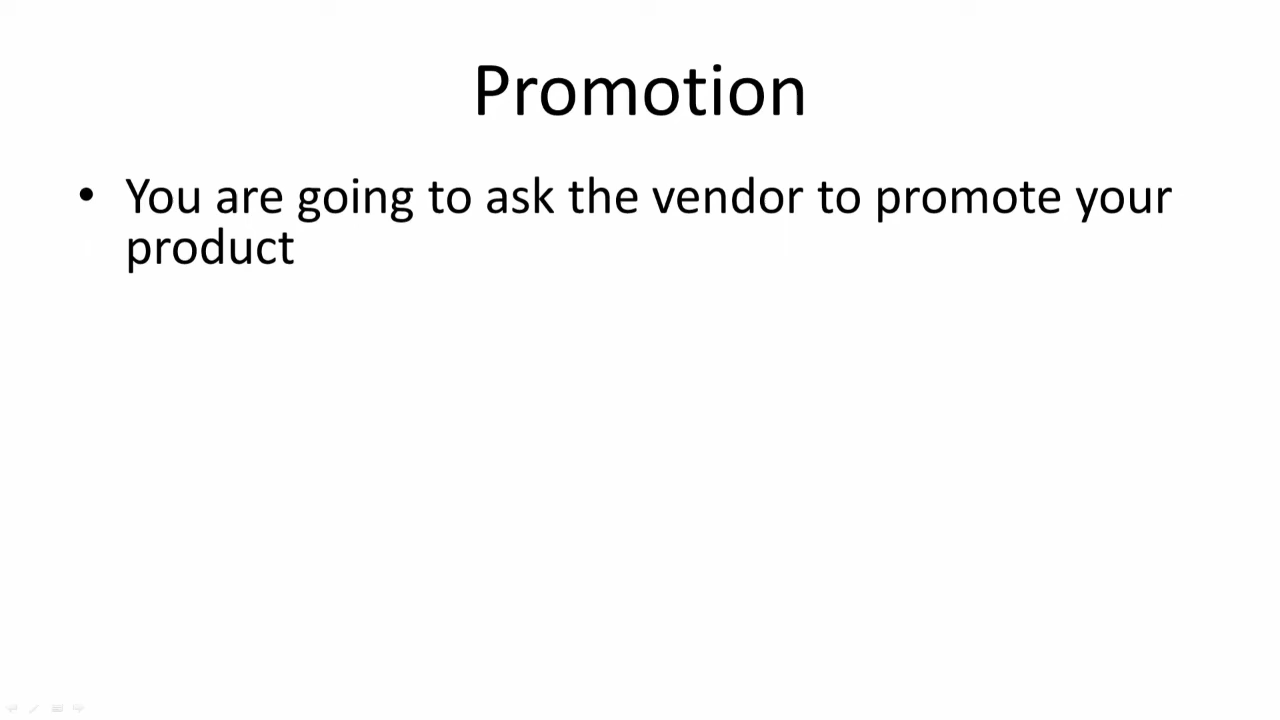 Promotion
• You are going to ask the vendor to promote your
product